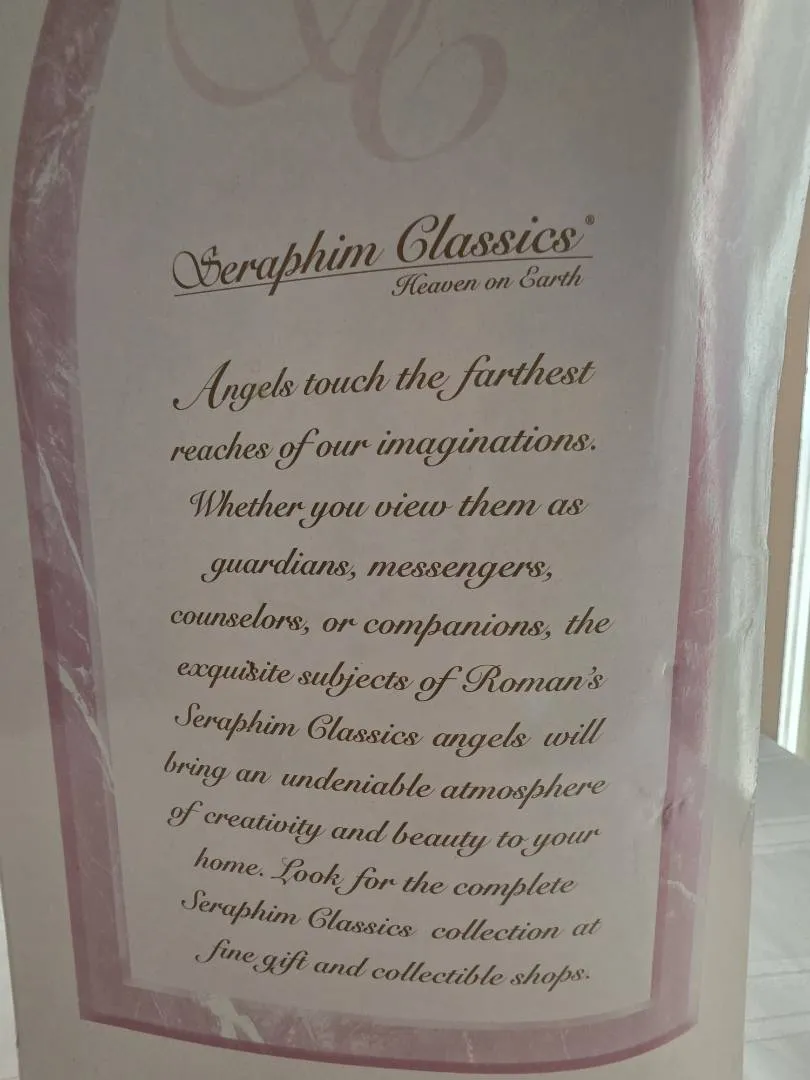 Seraphim Classics®
Heaven on Earth
Angels touch the farthest
reaches of our imaginations.
Whether you view them as
guardians, messengers,
counselors, or companions, the
exquisite subjects of Roman's
Seraphim Classics angels will
bring an undeniable atmosphere
of creativity and beauty to your
home. Look for the complete
Seraphim Classics collection at
fine gift and collectible shops.